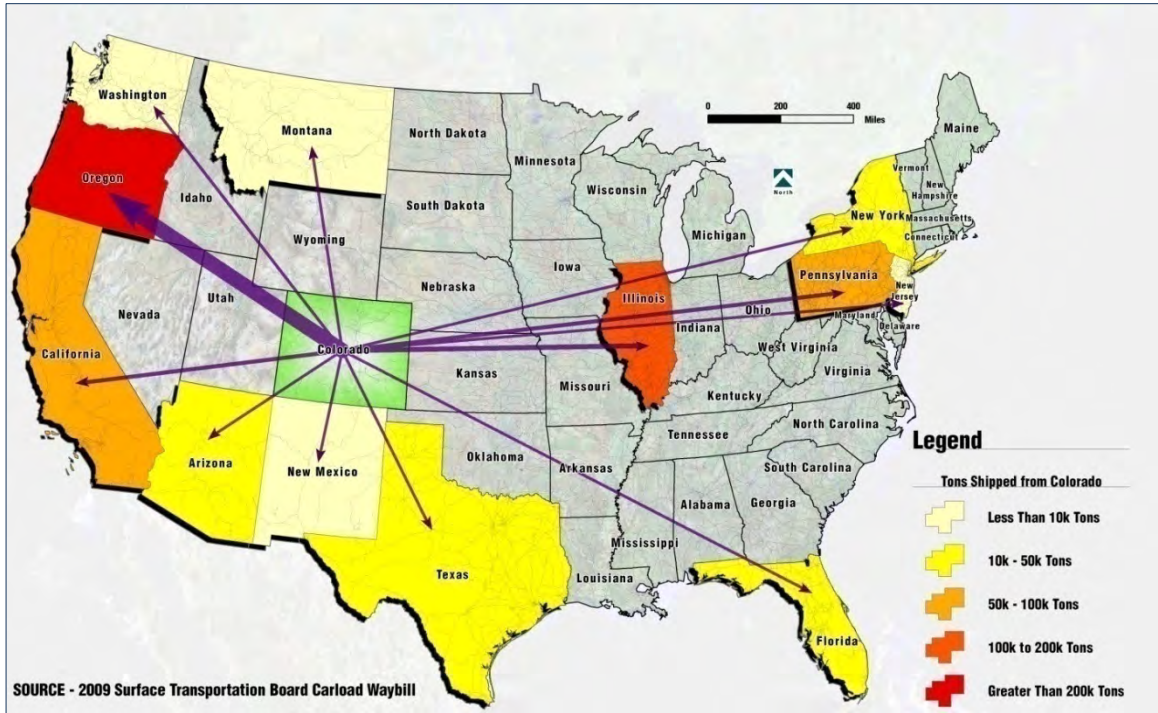 Washington
Montana
North Dakota
Minnesota
Maine
Oregon
Idaho
Wyoming
South Dakota
Wisconsin
Michigan
Vermont
New
Hampshire
New York
Massachusetts
Connecticut
0 200 400
Miles
North
Nevada
Utah
Nebraska
Iowa
Illinois
Indiana
Ohio
Pennsylvania
New
Jersey
Maryland
Delaware
California
Colorado
Kansas
Missouri
West Virginia
Virginia
Kentucky
Arizona
New Mexico
Oklahoma
Arkansas
Tennessee
North Carolina
South Carolina
Texas
Louisiana
Mississippi
Alabama
Georgia
Florida
Legend
Tons Shipped from Colorado
Less Than 10k Tons
10k - 50k Tons
50k - 100k Tons
100k to 200k Tons
Greater Than 200k Tons
SOURCE - 2009 Surface Transportation Board Carload Waybill